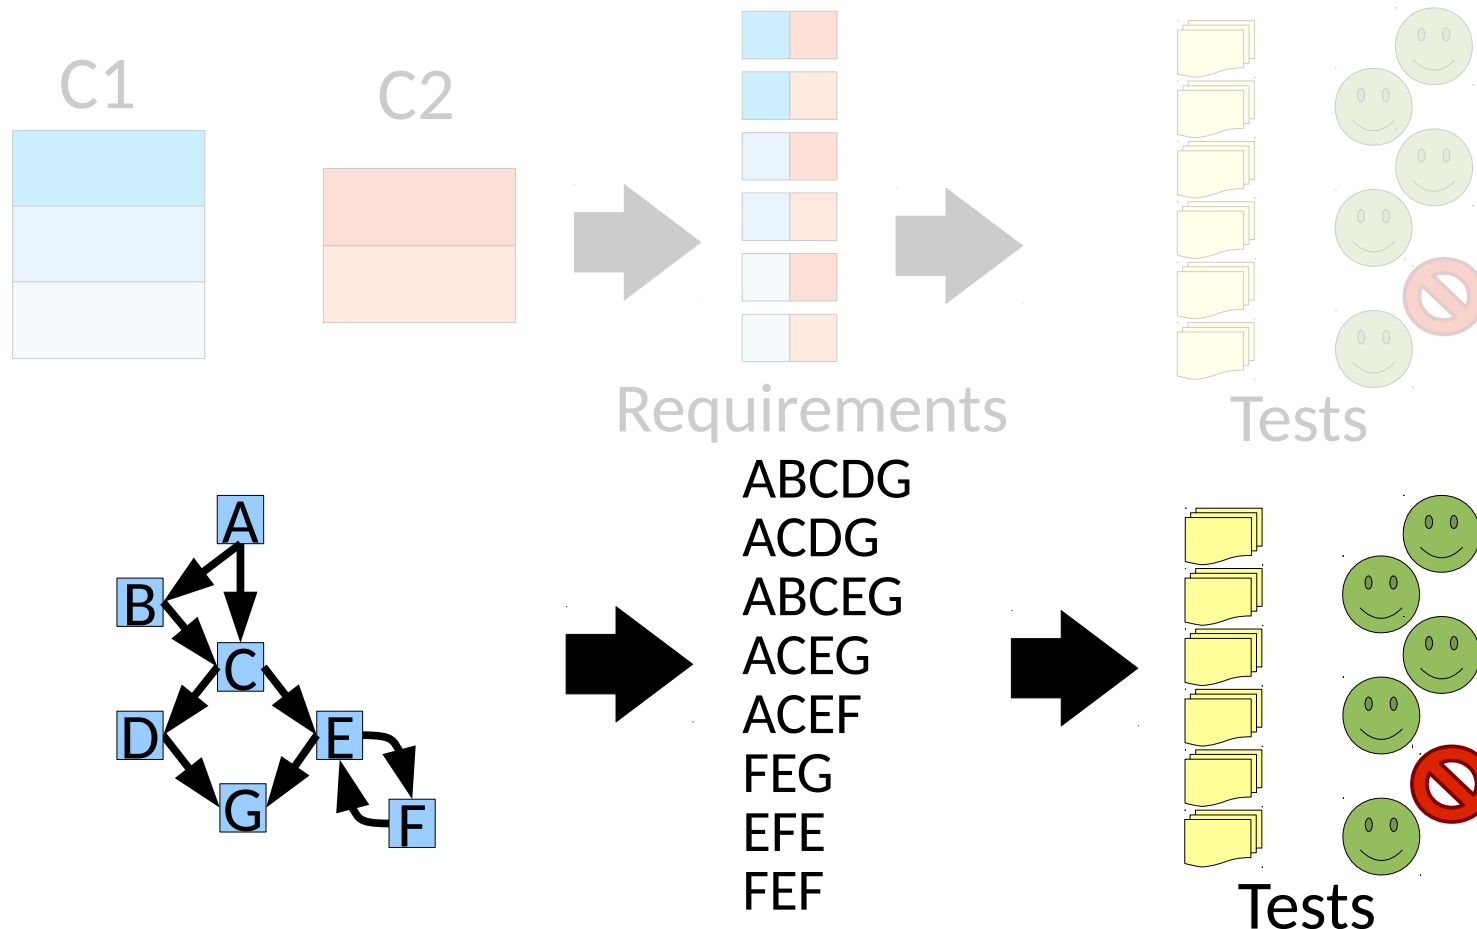 C1
C2
Requirements
Tests
A
B
C
D
E
G
F
ABCDG
ACDG
ABCEG
ACEG
ACEF
FEG
EFE
FEF
Tests